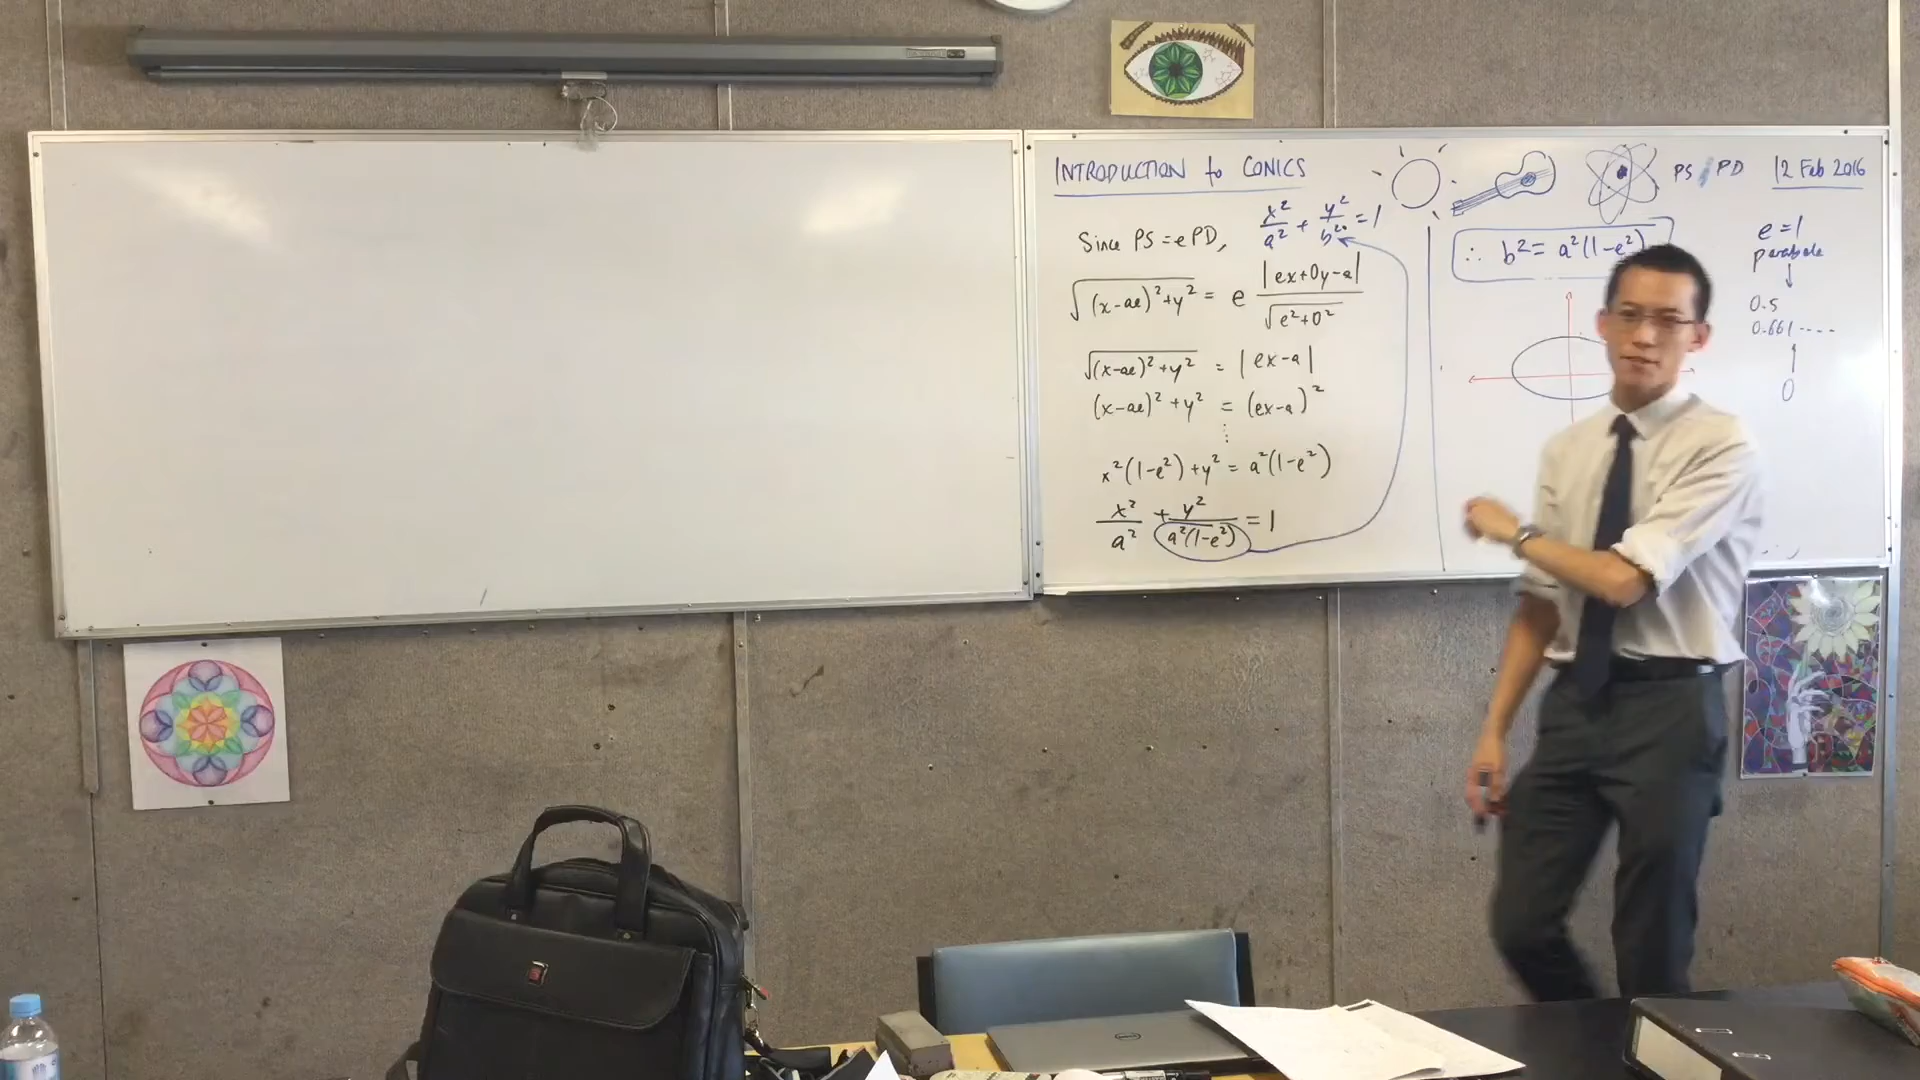 INTRODUCTION to CONICS
PS / PD
12 Feb 2016
x²/a² + y²/b² = 1
Since PS = e PD,
√((x-ae)²+y²) = e |ex+0y-a| / √(e²+0²)
√((x-ae)²+y²) = |ex-a|
(x-ae)² + y² = (ex-a)²
⋮
x²(1-e²) + y² = a²(1-e²)
x²/a² + y²/a²(1-e²) = 1
∴ b² = a²(1-e²)
e = 1
parabola
0.5
0.661....
0